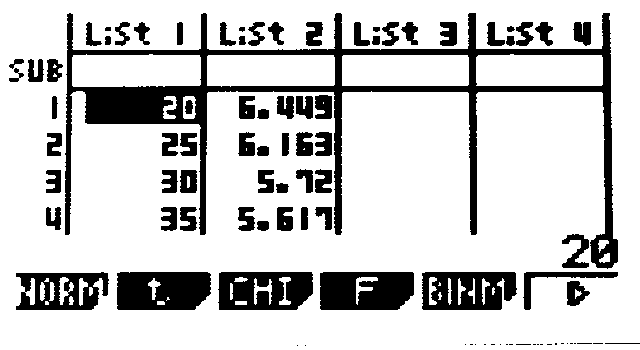 List 1 List 2 List 3 List 4
SUB
1 20 6.449
2 25 6.163
3 30 5.72
4 35 5.617
20
NORM t CHI F BINM ▷